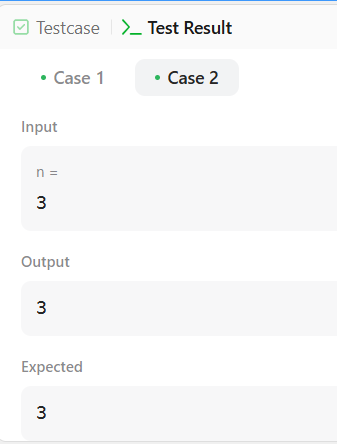 Testcase Test Result
Case 1 Case 2
Input
n =
3
Output
3
Expected
3